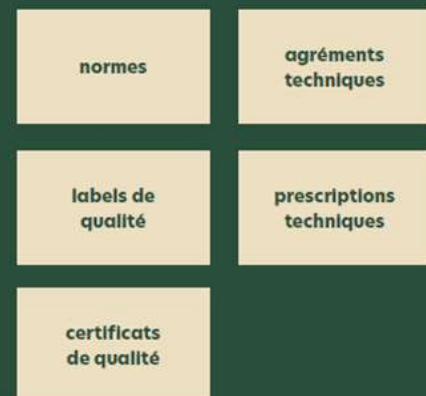 normes
agréments
techniques
labels de
qualité
prescriptions
techniques
certificats
de qualité